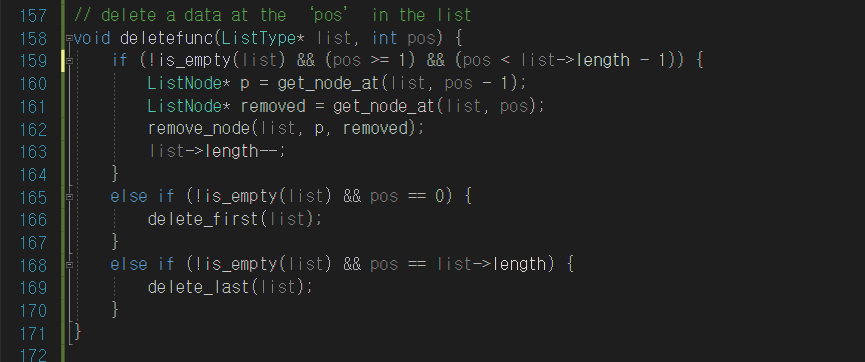 157 // delete a data at the ‘pos’ in the list
158 void deletefunc(ListType* list, int pos) {
159 if (!is_empty(list) && (pos >= 1) && (pos < list->length - 1)) {
160 ListNode* p = get_node_at(list, pos - 1);
161 ListNode* removed = get_node_at(list, pos);
162 remove_node(list, p, removed);
163 list->length--;
164 }
165 else if (!is_empty(list) && pos == 0) {
166 delete_first(list);
167 }
168 else if (!is_empty(list) && pos == list->length) {
169 delete_last(list);
170 }
171 }
172